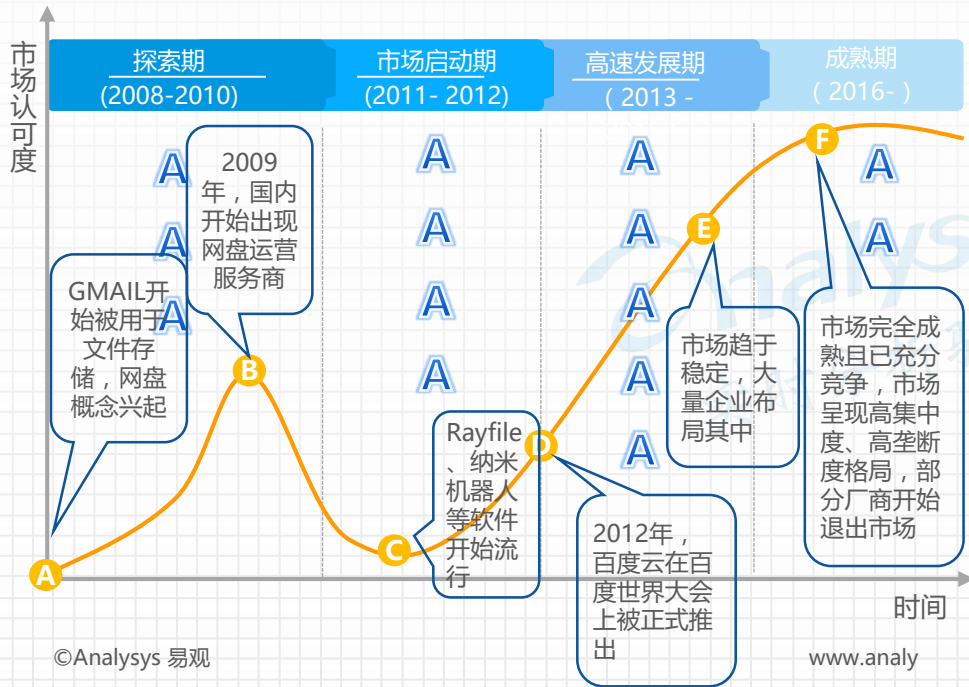 市场认可度
探索期
(2008-2010)
市场启动期
(2011- 2012)
高速发展期
( 2013 -
成熟期
( 2016- )
A
A
A
A
A
A
A
A
A
A
A
A
A
A
2009
年，国内
开始出现
网盘运营
服务商
GMAIL开
始被用于
文件存
储，网盘
概念兴起
Rayfile
、纳米
机器人
等软件
开始流
行
2012年，
百度云在百
度世界大会
上被正式推
出
市场趋于
稳定，大
量企业布
局其中
市场完全成
熟且已充分
竞争，市场
呈现高集中
度、高垄断
度格局，部
分厂商开始
退出市场
A
B
C
D
E
F
nalys
时间
©Analysys 易观
www.analy